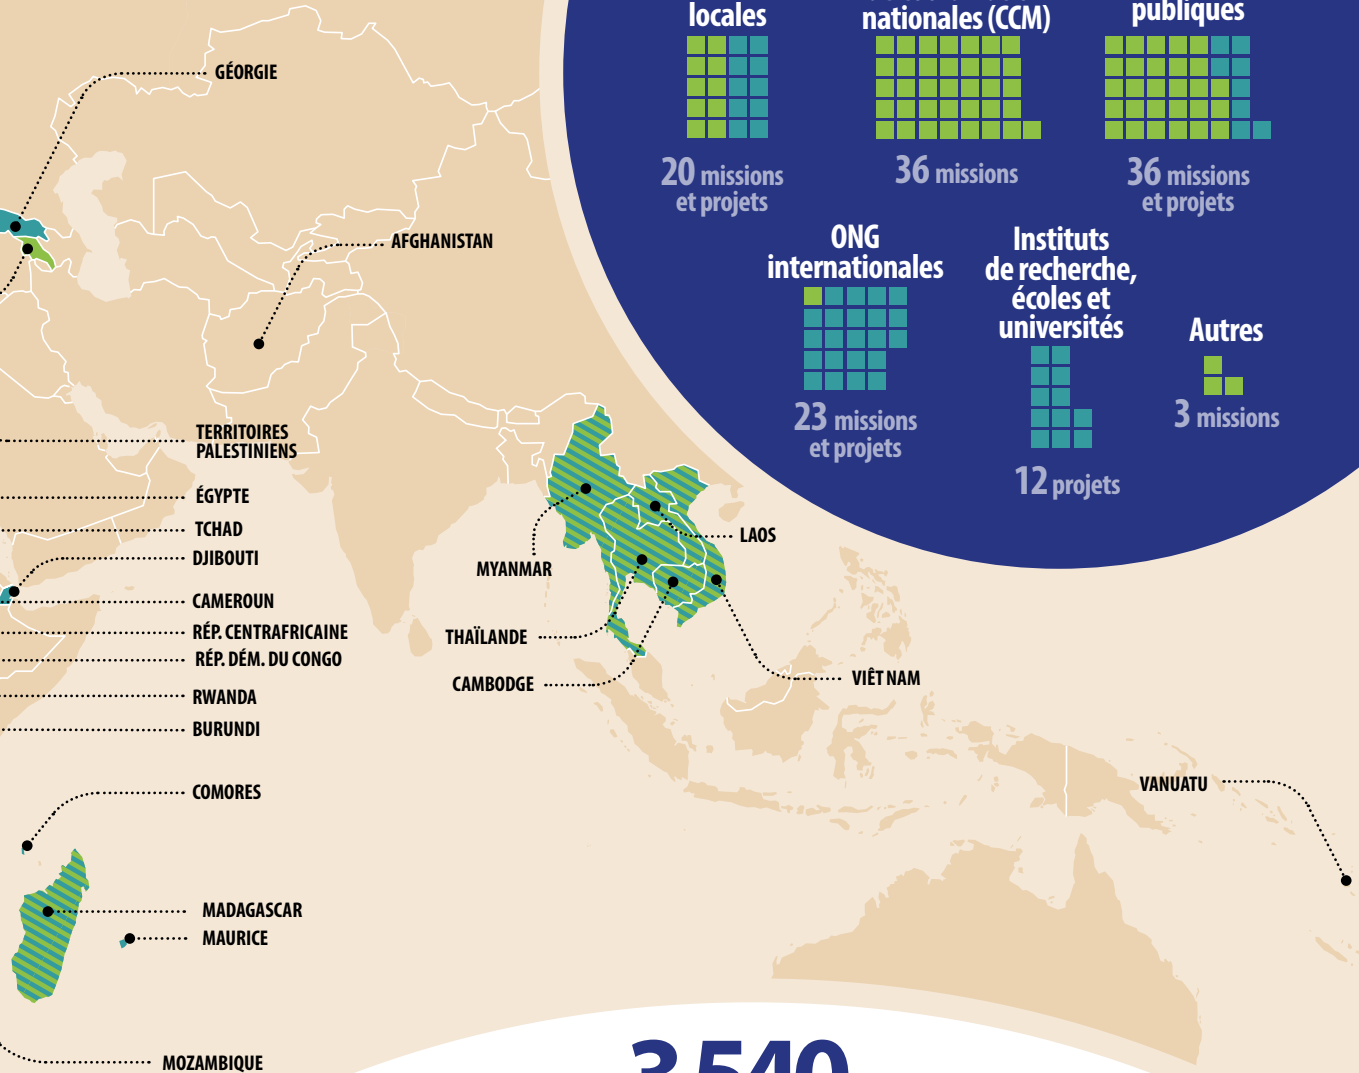 locales
nationales (CCM)
publiques
20 missions
et projets
36 missions
36 missions
et projets
ONG
internationales
23 missions
et projets
Instituts
de recherche,
écoles et
universités
12 projets
Autres
3 missions
GÉORGIE
AFGHANISTAN
TERRITOIRES
PALESTINIENS
ÉGYPTE
TCHAD
DJIBOUTI
CAMEROUN
RÉP. CENTRAFRICAINE
RÉP. DÉM. DU CONGO
RWANDA
BURUNDI
COMORES
MADAGASCAR
MAURICE
MOZAMBIQUE
MYANMAR
LAOS
THAÏLANDE
CAMBODGE
VIÊT NAM
VANUATU
3 540